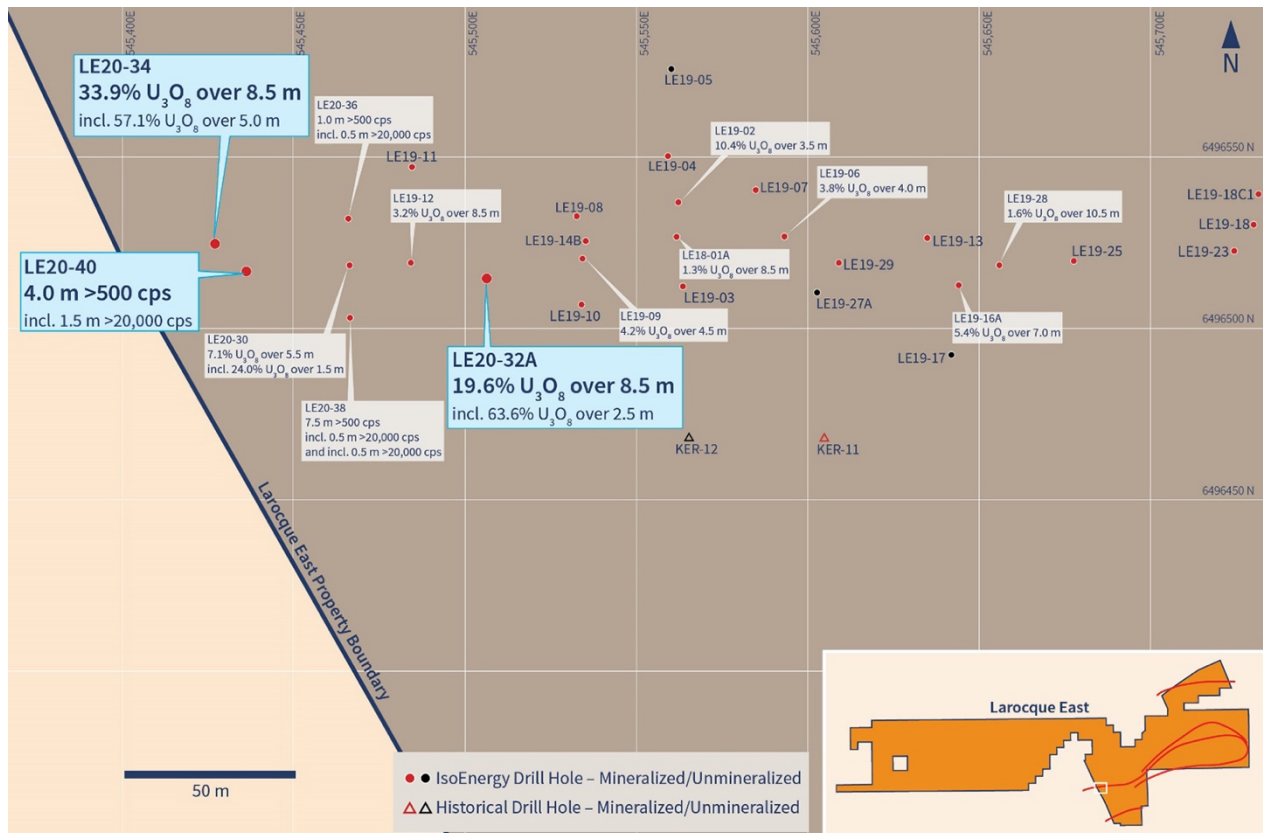 545,400E
545,450E
545,500E
545,550E
545,600E
545,650E
545,700E
N
LE20-34
33.9% U₃O₈ over 8.5 m
incl. 57.1% U₃O₈ over 5.0 m
LE20-36
1.0 m >500 cps
incl. 0.5 m >20,000 cps
LE19-11
LE19-12
3.2% U₃O₈ over 8.5 m
LE19-05
LE19-04
LE19-02
10.4% U₃O₈ over 3.5 m
LE19-07
LE19-06
3.8% U₃O₈ over 4.0 m
6496550 N
LE19-08
LE19-14B
LE18-01A
1.3% U₃O₈ over 8.5 m
LE19-13
LE19-28
1.6% U₃O₈ over 10.5 m
LE19-25
LE19-18C1
LE19-18
LE19-23
LE20-40
4.0 m >500 cps
incl. 1.5 m >20,000 cps
LE19-29
LE19-03
LE19-27A
LE19-10
LE19-09
4.2% U₃O₈ over 4.5 m
LE19-16A
5.4% U₃O₈ over 7.0 m
6496500 N
LE20-30
7.1% U₃O₈ over 5.5 m
incl. 24.0% U₃O₈ over 1.5 m
LE20-32A
19.6% U₃O₈ over 8.5 m
incl. 63.6% U₃O₈ over 2.5 m
LE19-17
LE20-38
7.5 m >500 cps
incl. 0.5 m >20,000 cps
and incl. 0.5 m >20,000 cps
KER-12
KER-11
6496450 N
Larocque East Property Boundary
50 m
IsoEnergy Drill Hole – Mineralized/Unmineralized
Historical Drill Hole – Mineralized/Unmineralized
Larocque East